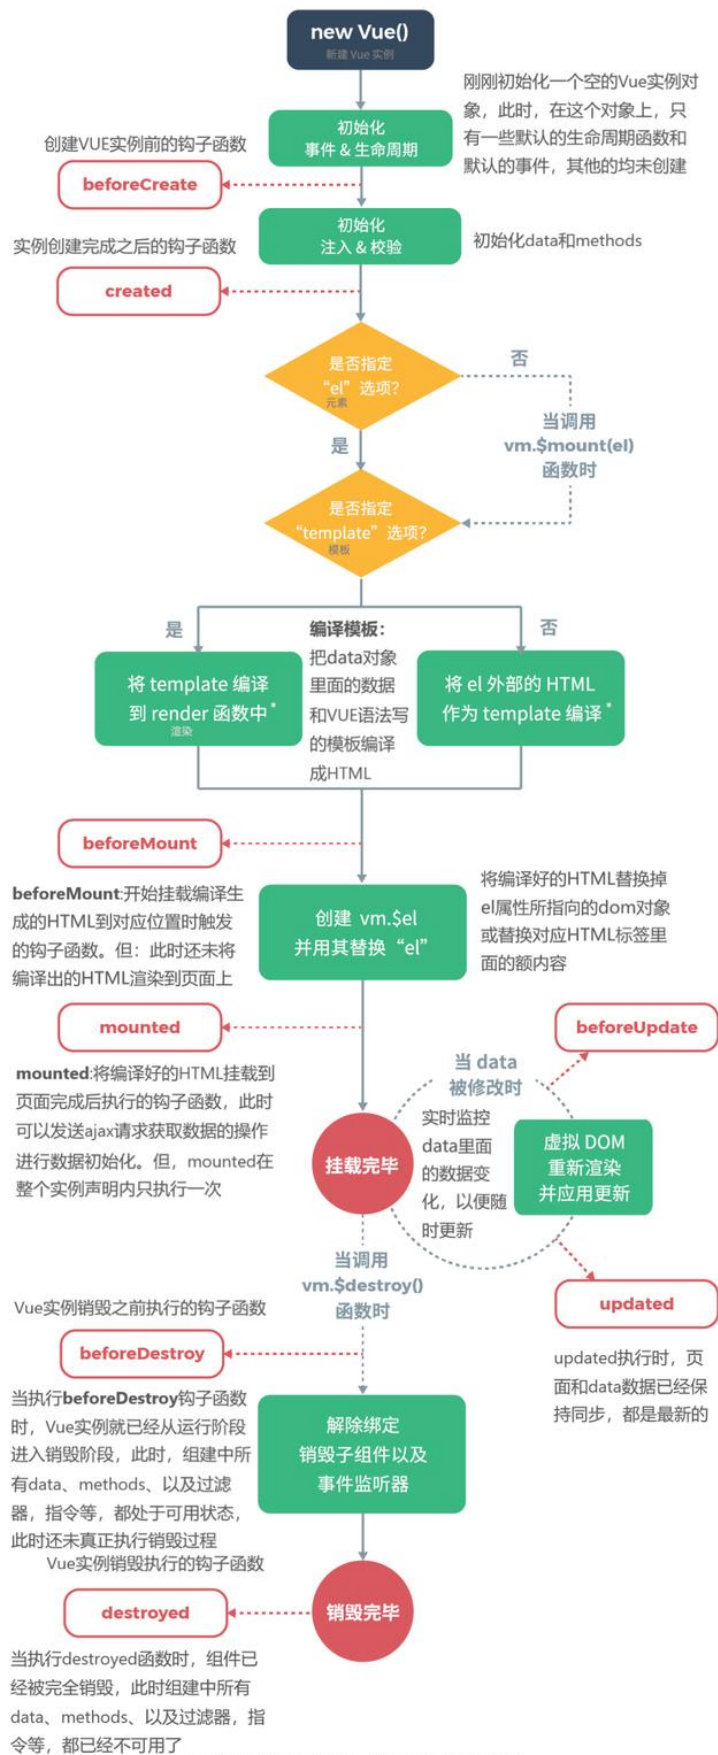 new Vue()
新建 Vue 实例
刚刚初始化一个空的Vue实例对
象，此时，在这个对象上，只
有一些默认的生命周期函数和
默认的事件，其他的均未创建
初始化
事件 & 生命周期
创建VUE实例前的钩子函数
beforeCreate
初始化
注入 & 校验
初始化data和methods
实例创建完成之后的钩子函数
created
是否指定
“el”选项？
元素
否
当调用
vm.$mount(el)
函数时
是
是否指定
“template”选项？
模板
是
否
编译模板：
把data对象
里面的数据
和VUE语法写
的模板编译
成HTML
将 template 编译
到 render 函数中*
渲染
将 el 外部的 HTML
作为 template 编译*
beforeMount
beforeMount:开始挂载编译生
成的HTML到对应位置时触发
的钩子函数。但：此时还未将
编译出的HTML渲染到页面上
创建 vm.$el
并用其替换“el”
将编译好的HTML替换掉
el属性所指向的dom对象
或替换对应HTML标签里
面的额内容
mounted
mounted:将编译好的HTML挂载到
页面完成后执行的钩子函数，此时
可以发送ajax请求获取数据的操作
进行数据初始化。但，mounted在
整个实例声明内只执行一次
beforeUpdate
当 data
被修改时
挂载完毕
实时监控
data里面
的数据变
化，以便随
时更新
虚拟 DOM
重新渲染
并应用更新
updated
updated执行时，页
面和data数据已经保
持同步，都是最新的
当调用
vm.$destroy()
函数时
Vue实例销毁之前执行的钩子函数
beforeDestroy
当执行beforeDestroy钩子函数
时，Vue实例就已经从运行阶段
进入销毁阶段，此时，组建中所
有data、methods、以及过滤
器，指令等，都处于可用状态，
此时还未真正执行销毁过程
解除绑定
销毁子组件以及
事件监听器
Vue实例销毁执行的钩子函数
destroyed
销毁完毕
当执行destroyed函数时，组件已
经被完全销毁，此时组建中所有
data、methods、以及过滤器，指
令等，都已经不可用了